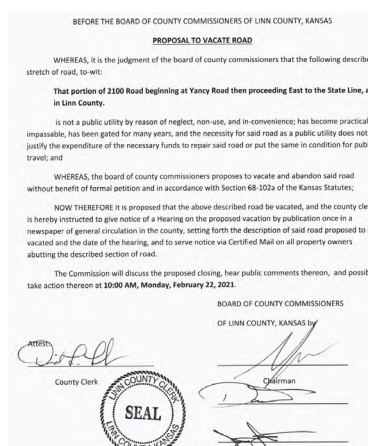 BEFORE THE BOARD OF COUNTY COMMISSIONERS OF LINN COUNTY, KANSAS
PROPOSAL TO VACATE ROAD
WHEREAS, it is the judgment of the board of county commissioners that the following describe
stretch of road, to-wit:
That portion of 2100 Road beginning at Yancy Road then proceeding East to the State Line, a
in Linn County.
is not a public utility by reason of neglect, non-use, and in-convenience; has become practical
impassable, has been gated for many years, and the necessity for said road as a public utility does not
justify the expenditure of the necessary funds to repair said road or put the same in condition for publ
travel; and
WHEREAS, the board of county commissioners proposes to vacate and abandon said road
without benefit of formal petition and in accordance with Section 68-102a of the Kansas Statutes;
NOW THEREFORE it is proposed that the above described road be vacated, and the county cle
is hereby instructed to give notice of a Hearing on the proposed vacation by publication once in a
newspaper of general circulation in the county, setting forth the description of said road proposed to
vacated and the date of the hearing, and to serve notice via Certified Mail on all property owners
abutting the described section of road.
The Commission will discuss the proposed closing, hear public comments thereon, and possib
take action thereon at 10:00 AM, Monday, February 22, 2021.
BOARD OF COUNTY COMMISSIONERS
OF LINN COUNTY, KANSAS by
Attest:
County Clerk
Chairman
LINN COUNTY CLERK
SEAL
LINN COUNTY, KANSAS